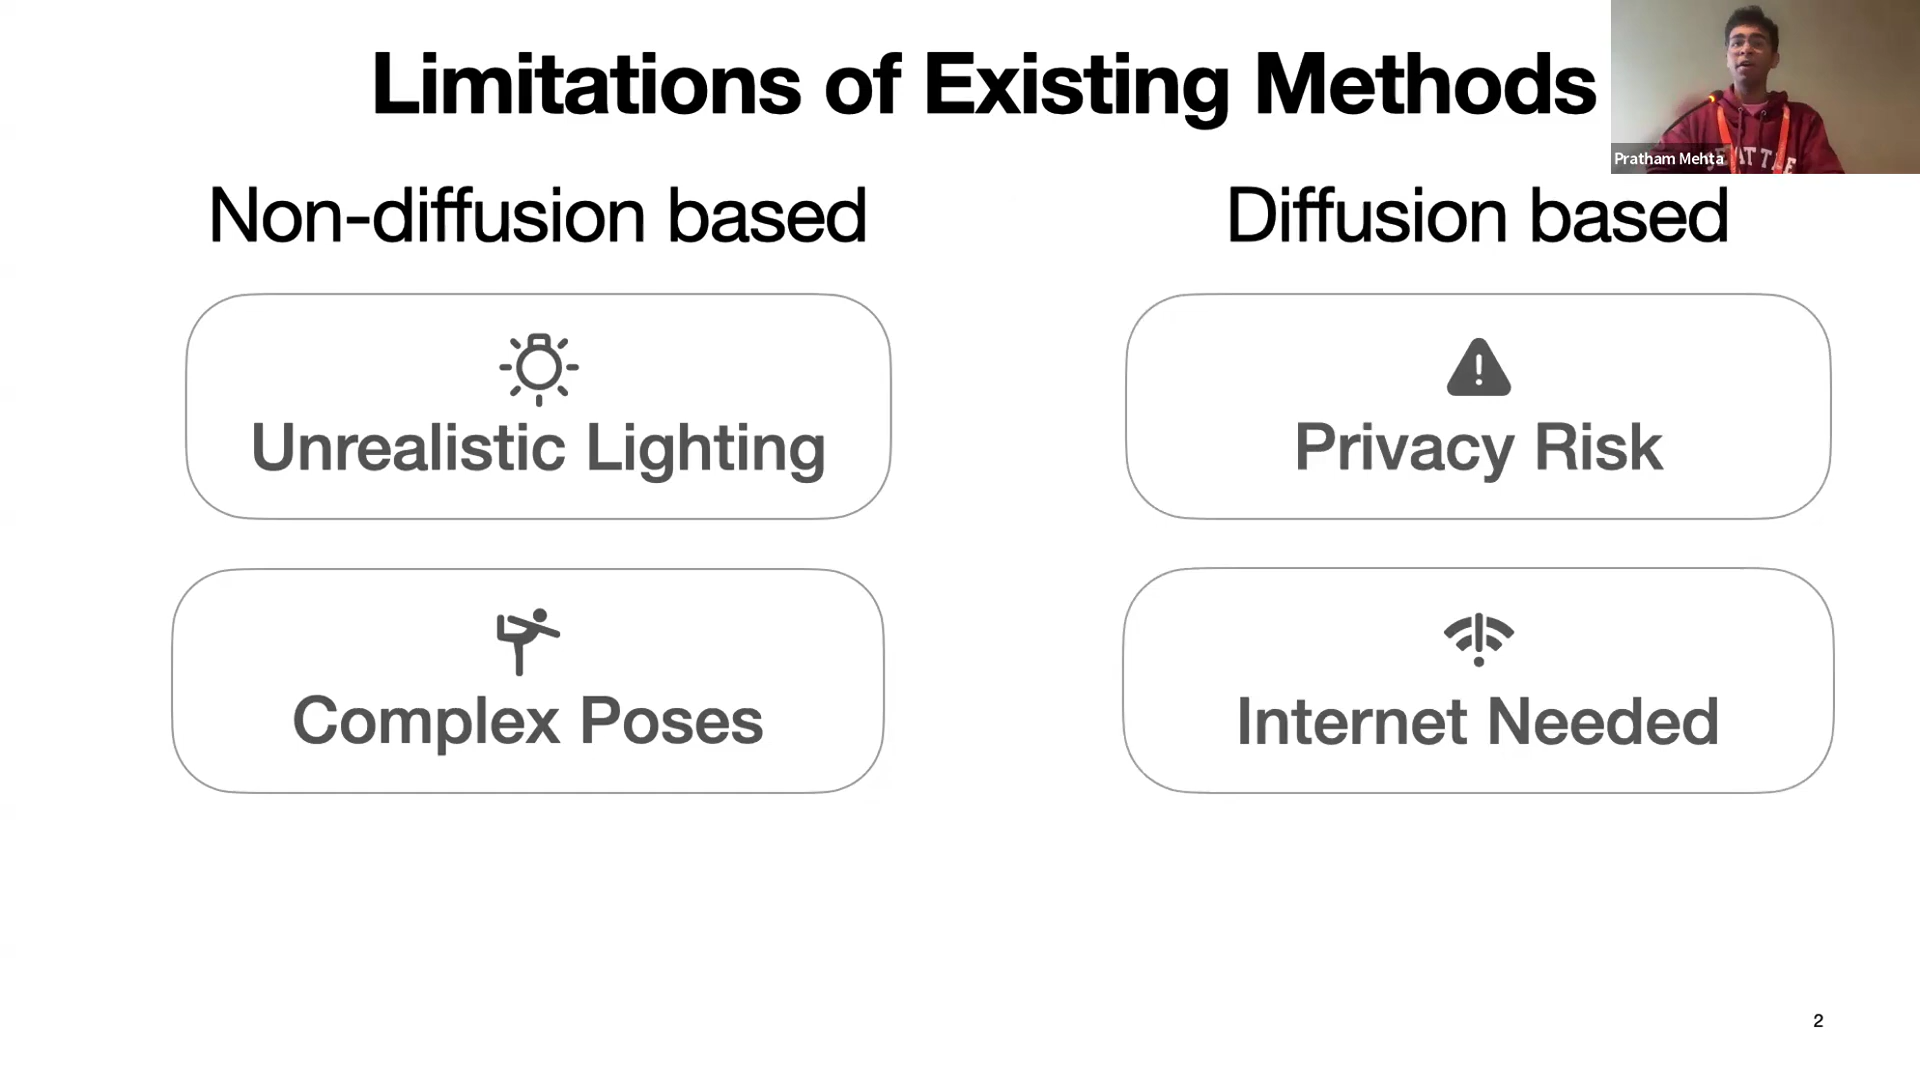 Limitations of Existing Methods
Pratham Mehta
SEATTLE
Non-diffusion based
Diffusion based
Unrealistic Lighting
Privacy Risk
Complex Poses
Internet Needed
2